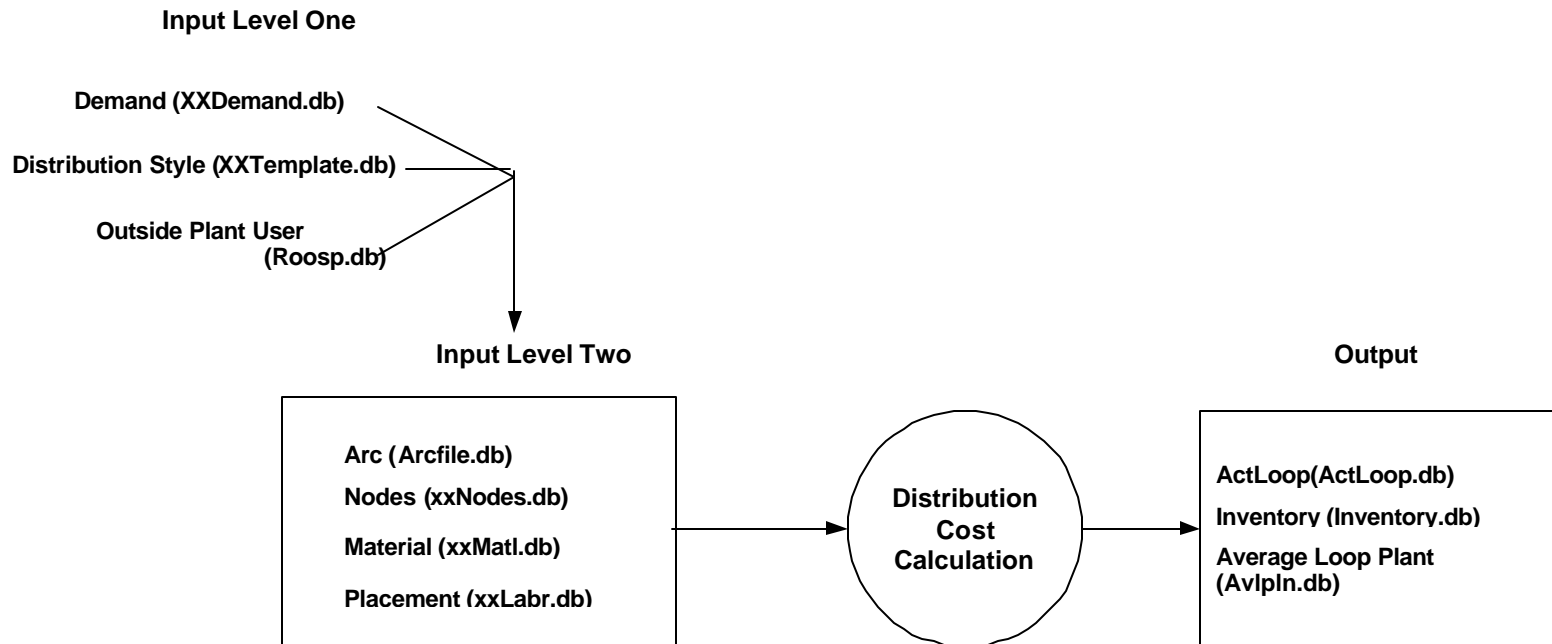 Input Level One
Demand (XXDemand.db)
Distribution Style (XXTemplate.db)
Outside Plant User
(Roosp.db)
Input Level Two
Arc (Arcfile.db)
Nodes (xxNodes.db)
Material (xxMatl.db)
Placement (xxLabr.db)
Distribution
Cost
Calculation
Output
ActLoop(ActLoop.db)
Inventory (Inventory.db)
Average Loop Plant
(Avlpln.db)